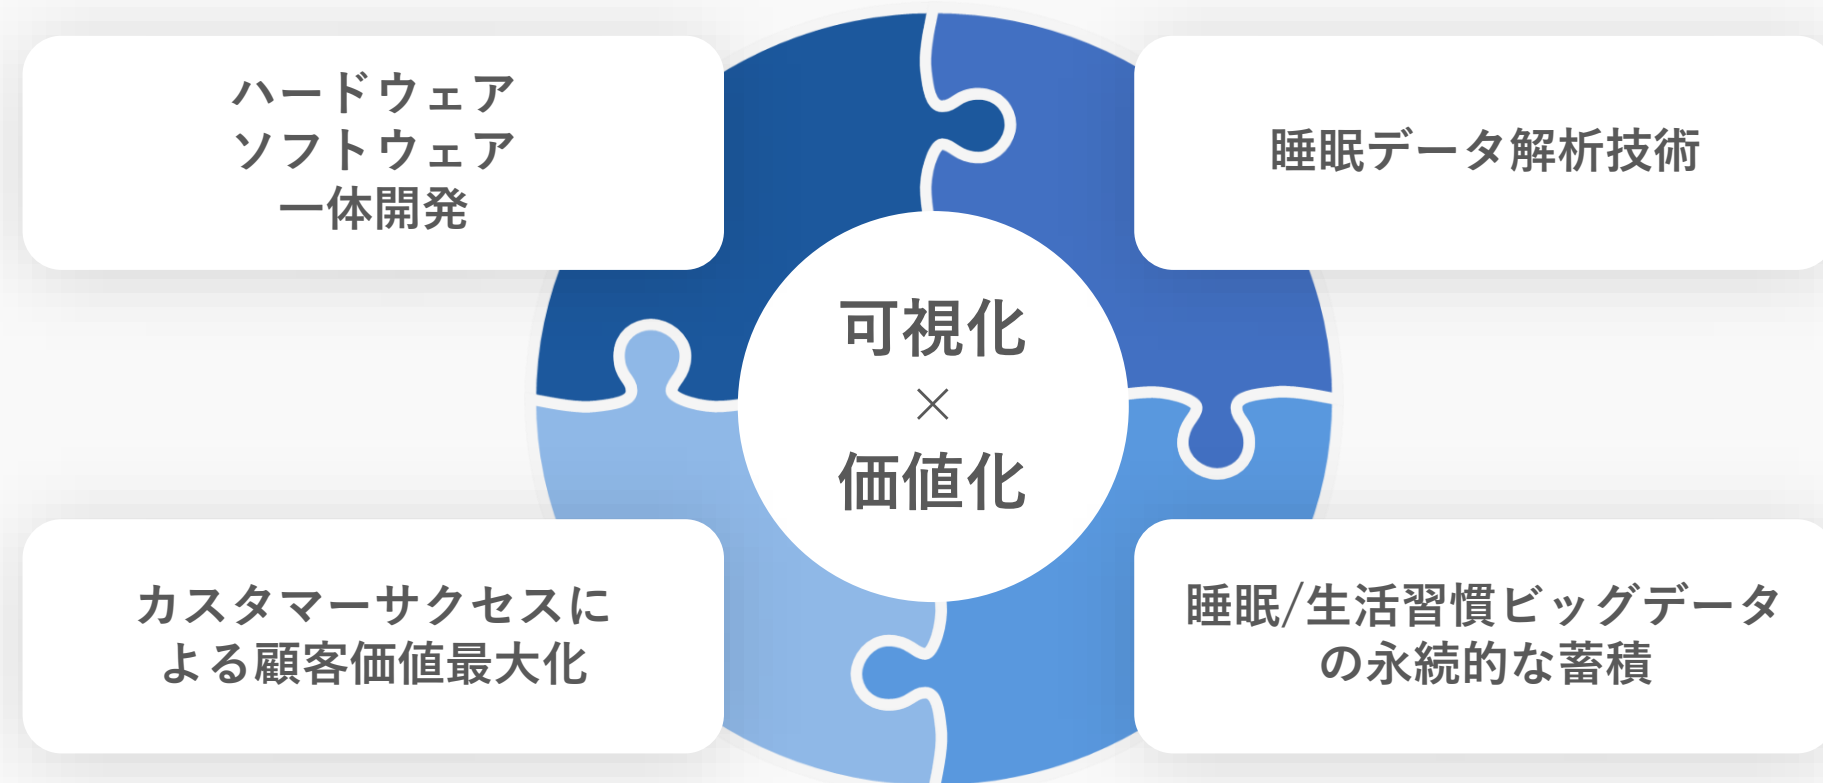 ハードウェア
ソフトウェア
一体開発
睡眠データ解析技術
可視化
×
価値化
カスタマーサクセスに
よる顧客価値最大化
睡眠/生活習慣ビッグデータ
の永続的な蓄積